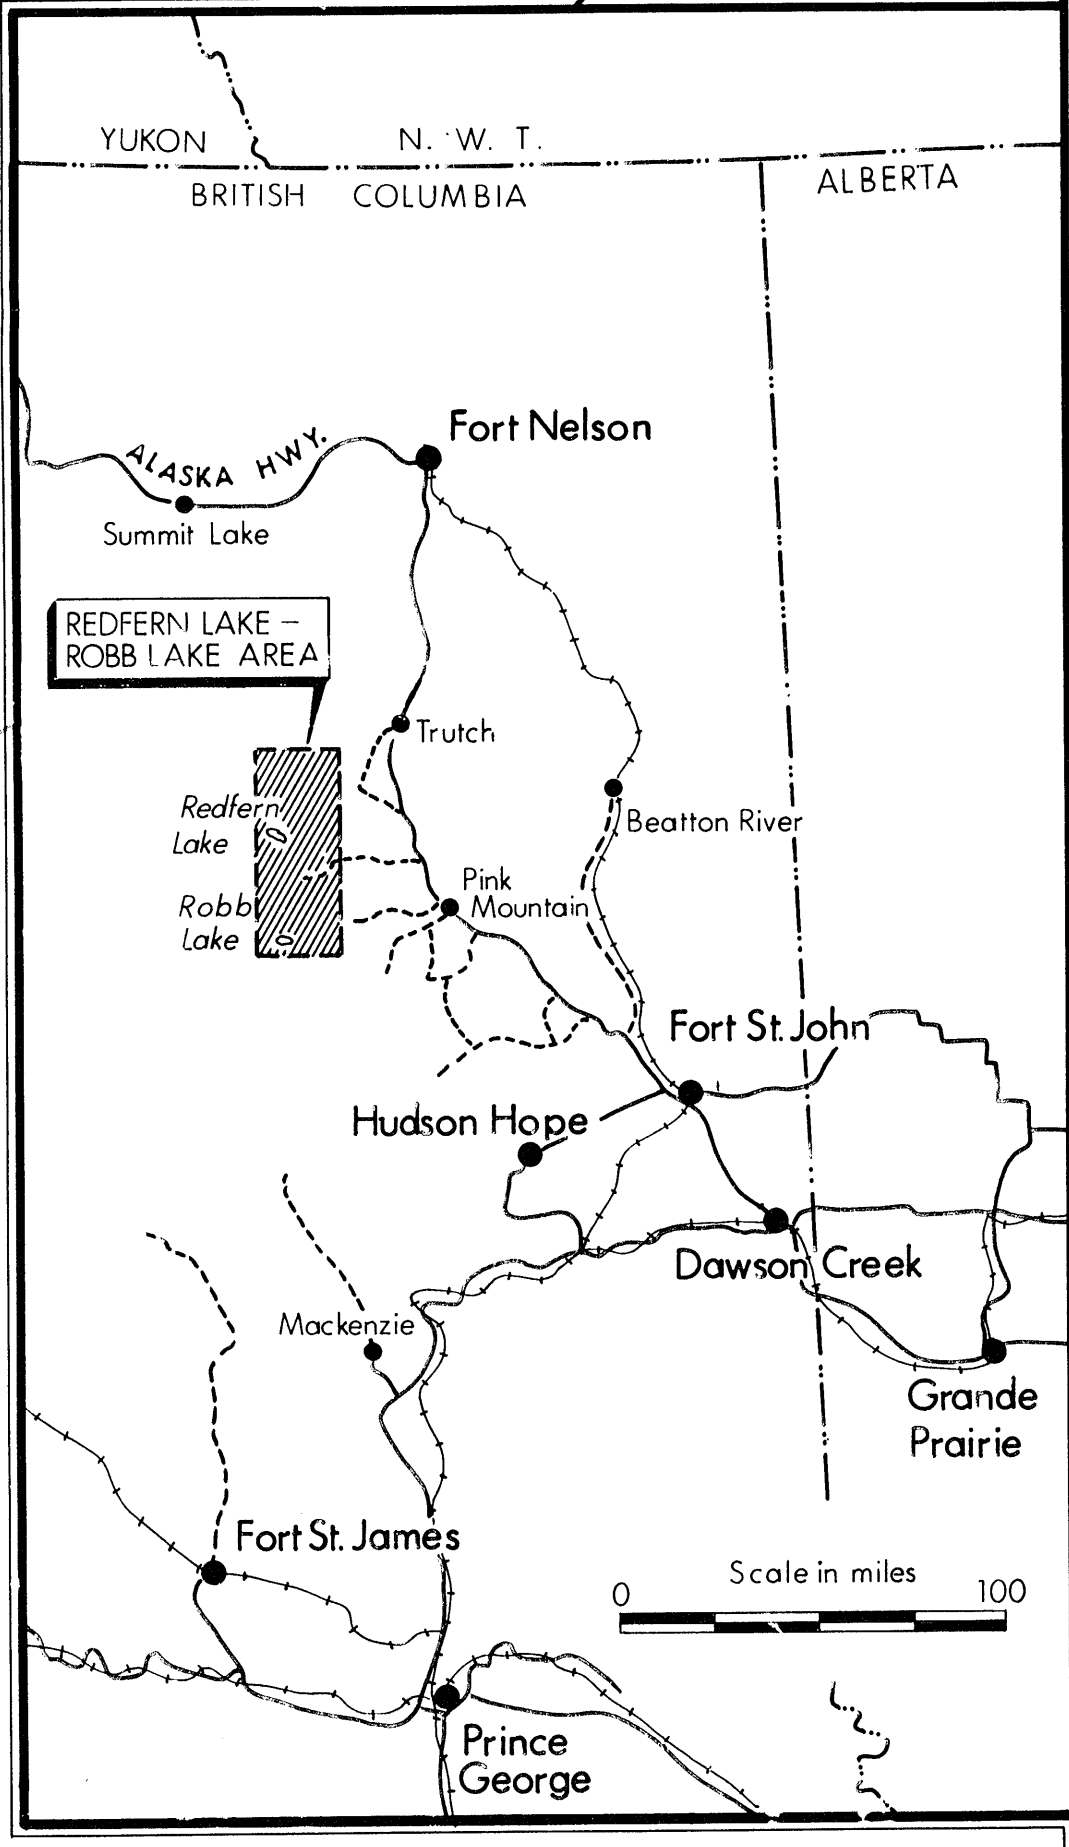 YUKON
N. W. T.
BRITISH COLUMBIA
ALBERTA
Fort Nelson
ALASKA HWY.
Summit Lake
REDFERN LAKE –
ROBB LAKE AREA
Trutch
Redfern
Lake
Beatton River
Pink
Mountain
Robb
Lake
Fort St. John
Hudson Hope
Dawson Creek
Mackenzie
Grande
Prairie
Fort St. James
Scale in miles
0 100
Prince
George